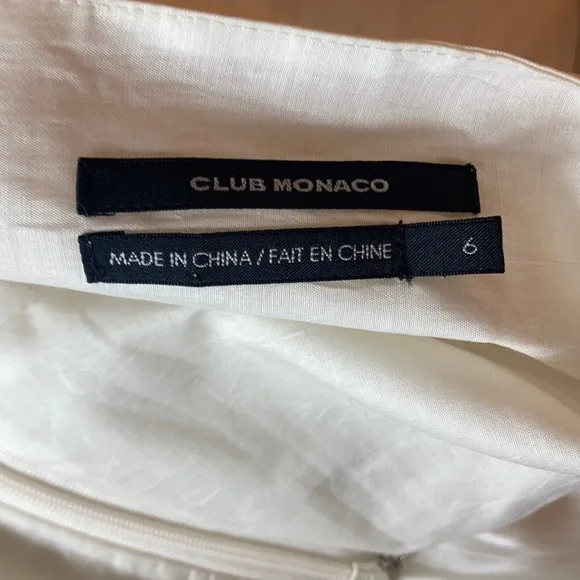 CLUB MONACO
MADE IN CHINA / FAIT EN CHINE 6